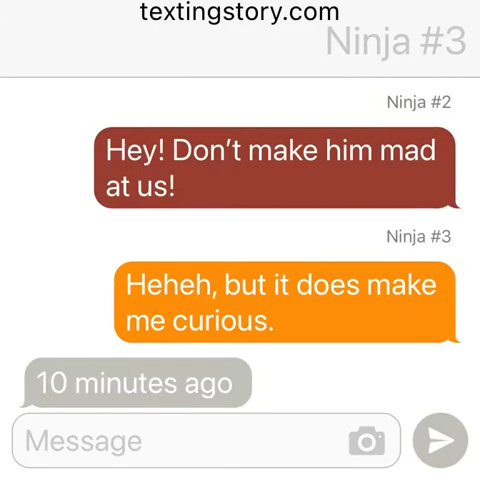 textingstory.com
Ninja #3
Ninja #2
Hey! Don’t make him mad
at us!
Ninja #3
Heheh, but it does make
me curious.
10 minutes ago
Message